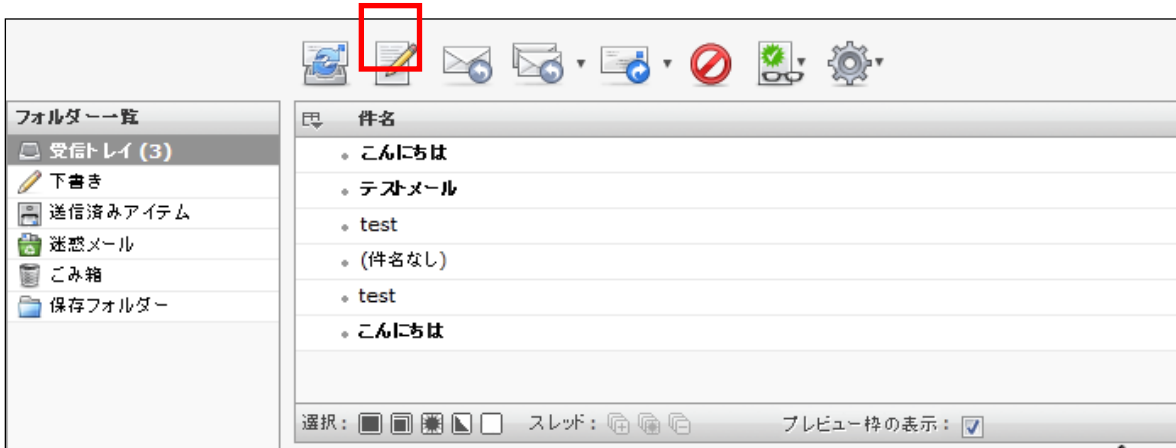 フォルダー一覧
受信トレイ (3)
下書き
送信済みアイテム
迷惑メール
ごみ箱
保存フォルダー
件名
こんにちは
テストメール
test
(件名なし)
test
こんにちは
選択: スレッド: プレビュー枠の表示: